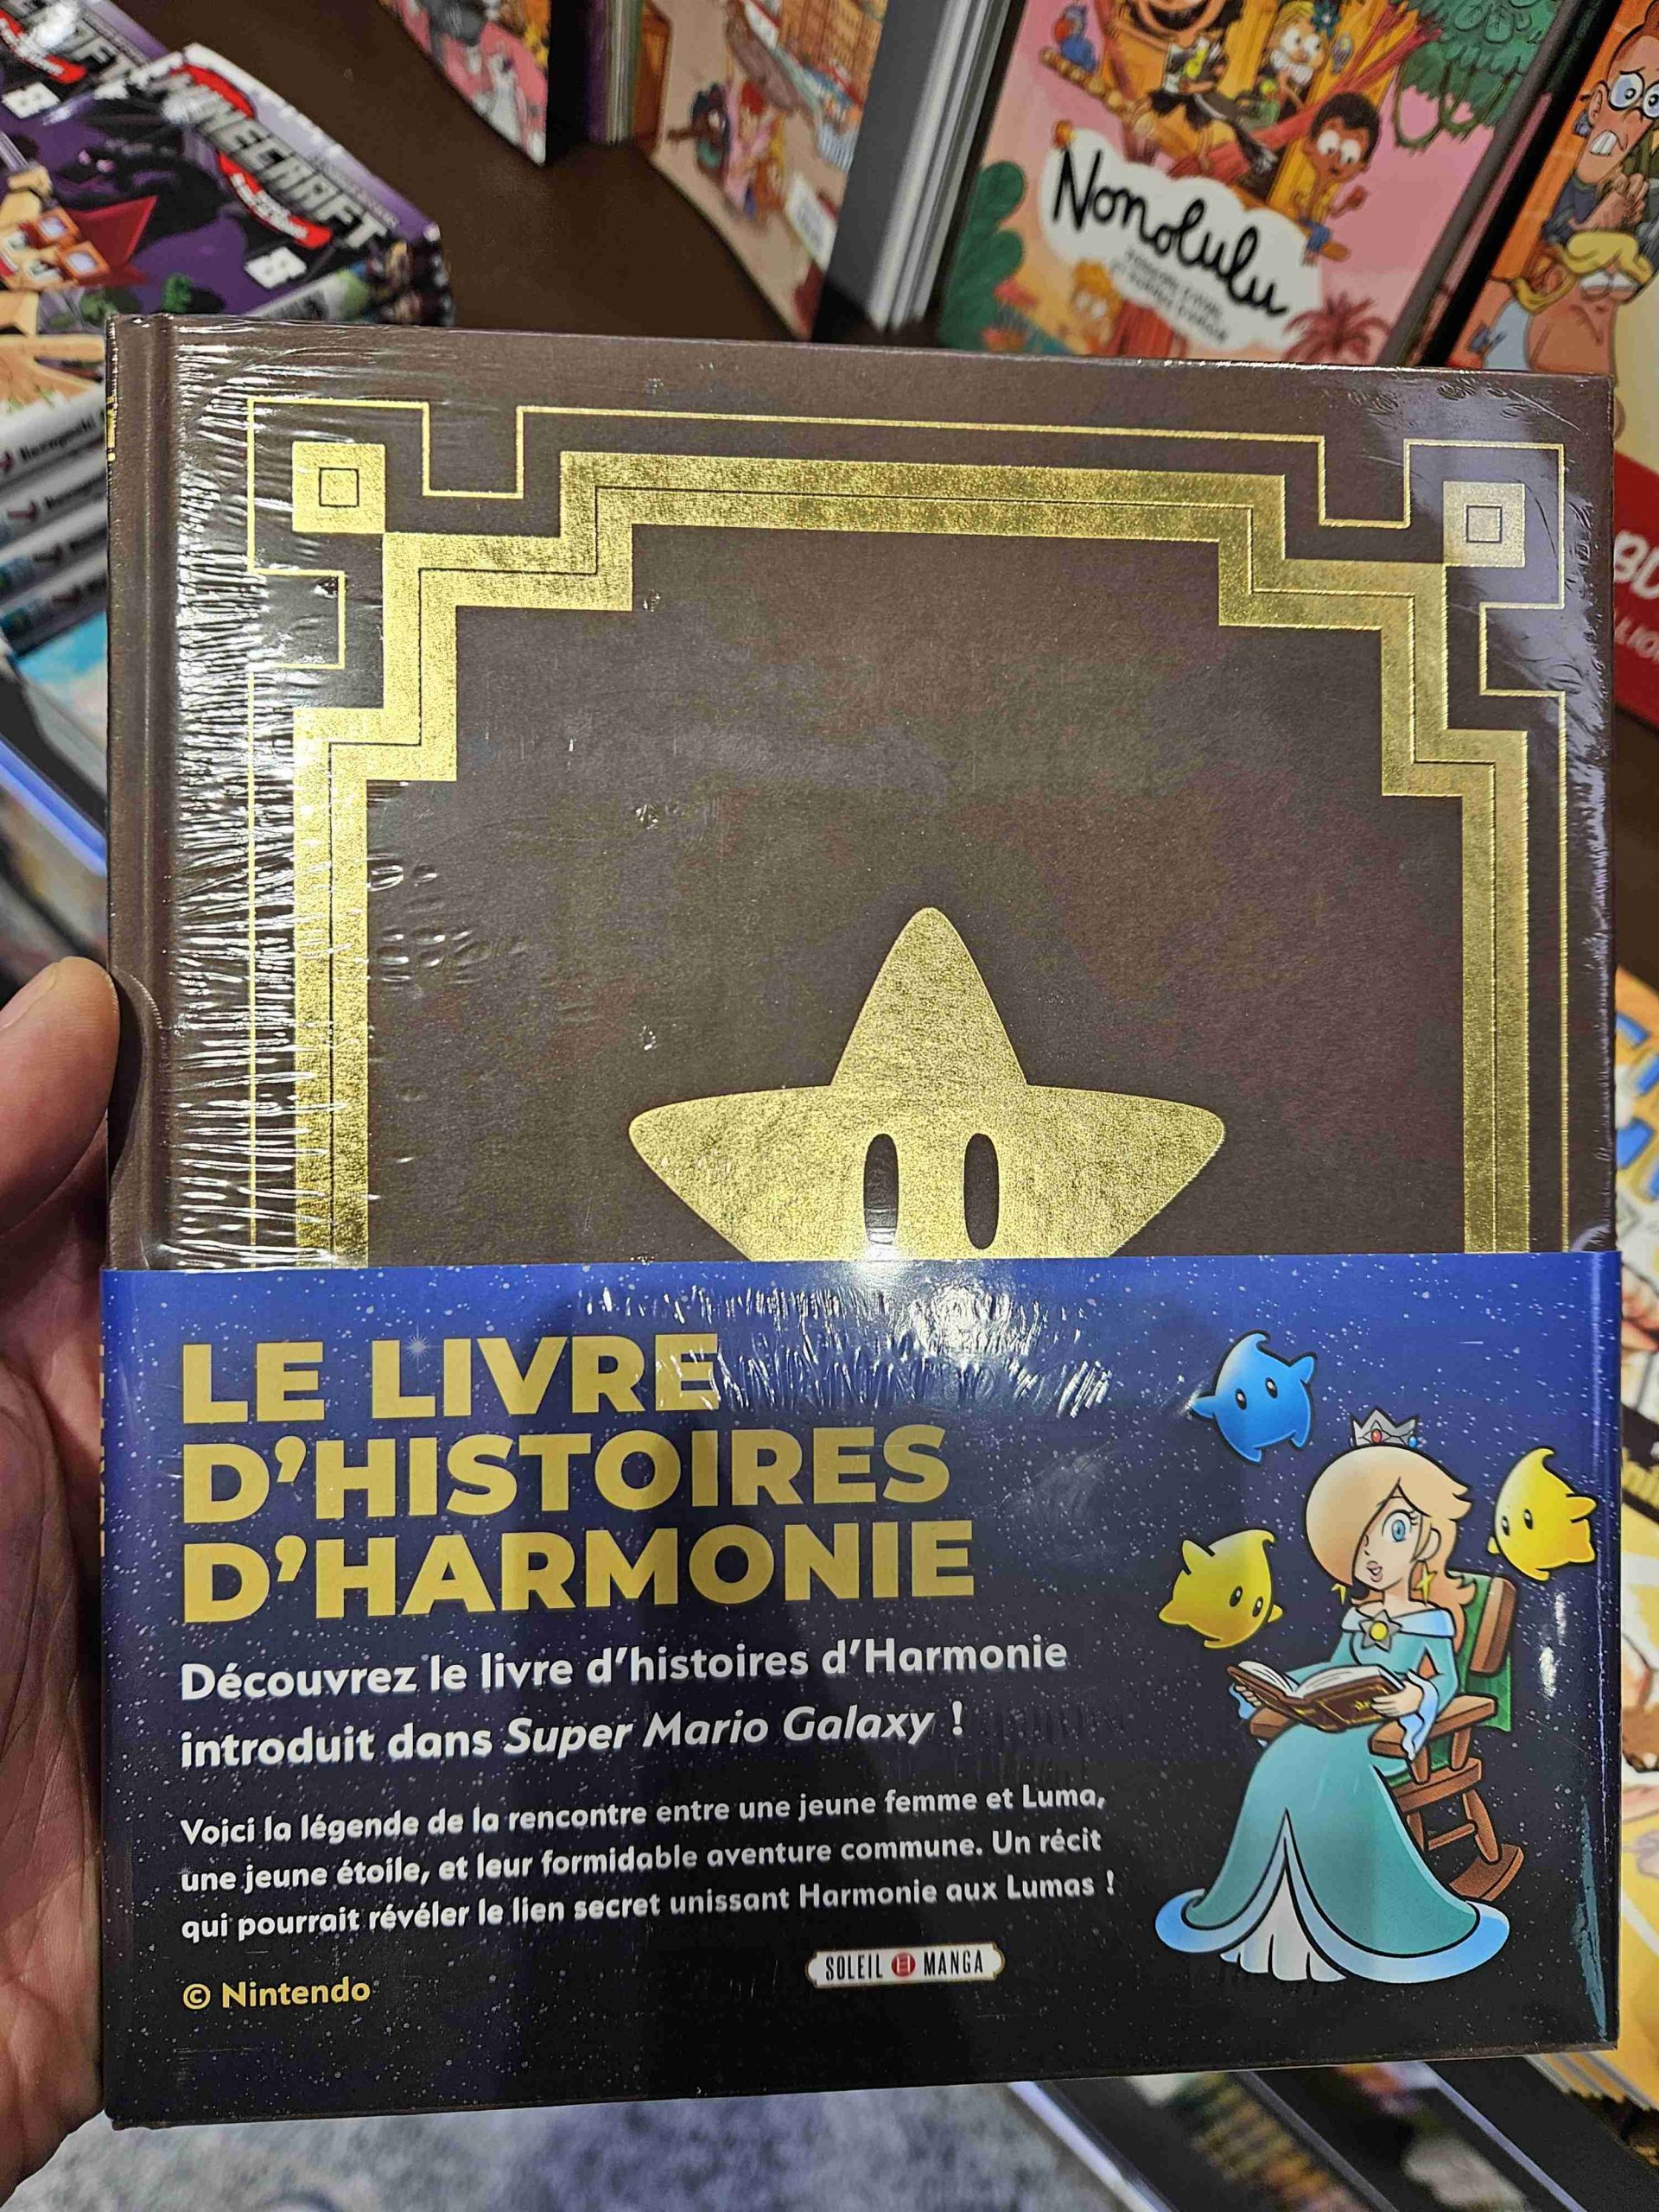 MINECRAFT
Nonolulu
BD
LE LIVRE
D'HISTOIRES
D'HARMONIE
Découvrez le livre d'histoires d'Harmonie
introduit dans Super Mario Galaxy !
Voici la légende de la rencontre entre une jeune femme et Luma,
une jeune étoile, et leur formidable aventure commune. Un récit
qui pourrait révéler le lien secret unissant Harmonie aux Lumas !
SOLEIL MANGA
© Nintendo